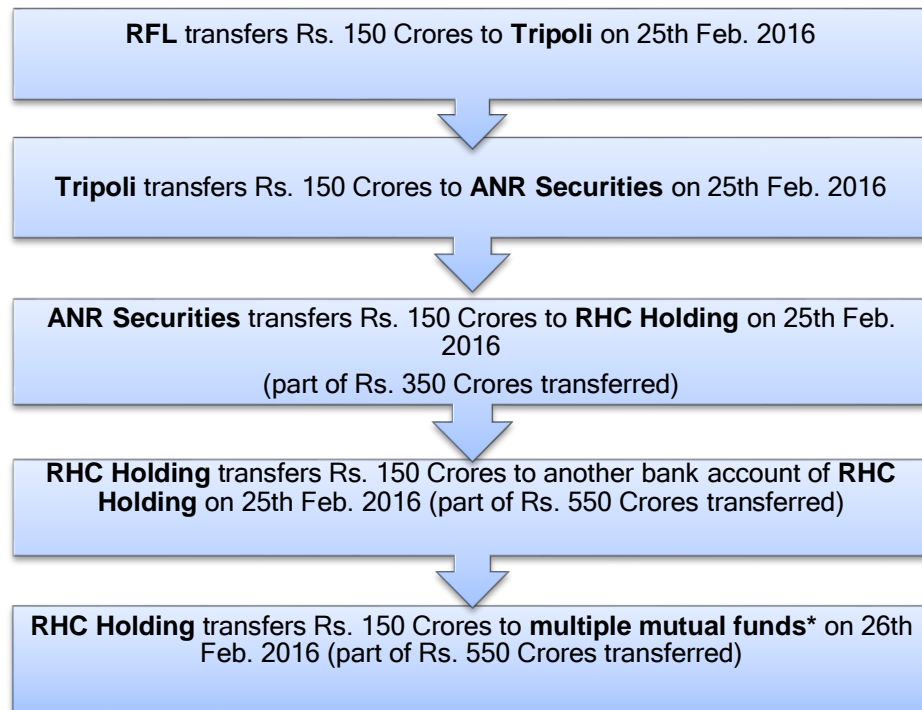 RFL transfers Rs. 150 Crores to Tripoli on 25th Feb. 2016
Tripoli transfers Rs. 150 Crores to ANR Securities on 25th Feb. 2016
ANR Securities transfers Rs. 150 Crores to RHC Holding on 25th Feb.
2016
(part of Rs. 350 Crores transferred)
RHC Holding transfers Rs. 150 Crores to another bank account of RHC
Holding on 25th Feb. 2016 (part of Rs. 550 Crores transferred)
RHC Holding transfers Rs. 150 Crores to multiple mutual funds* on 26th
Feb. 2016 (part of Rs. 550 Crores transferred)